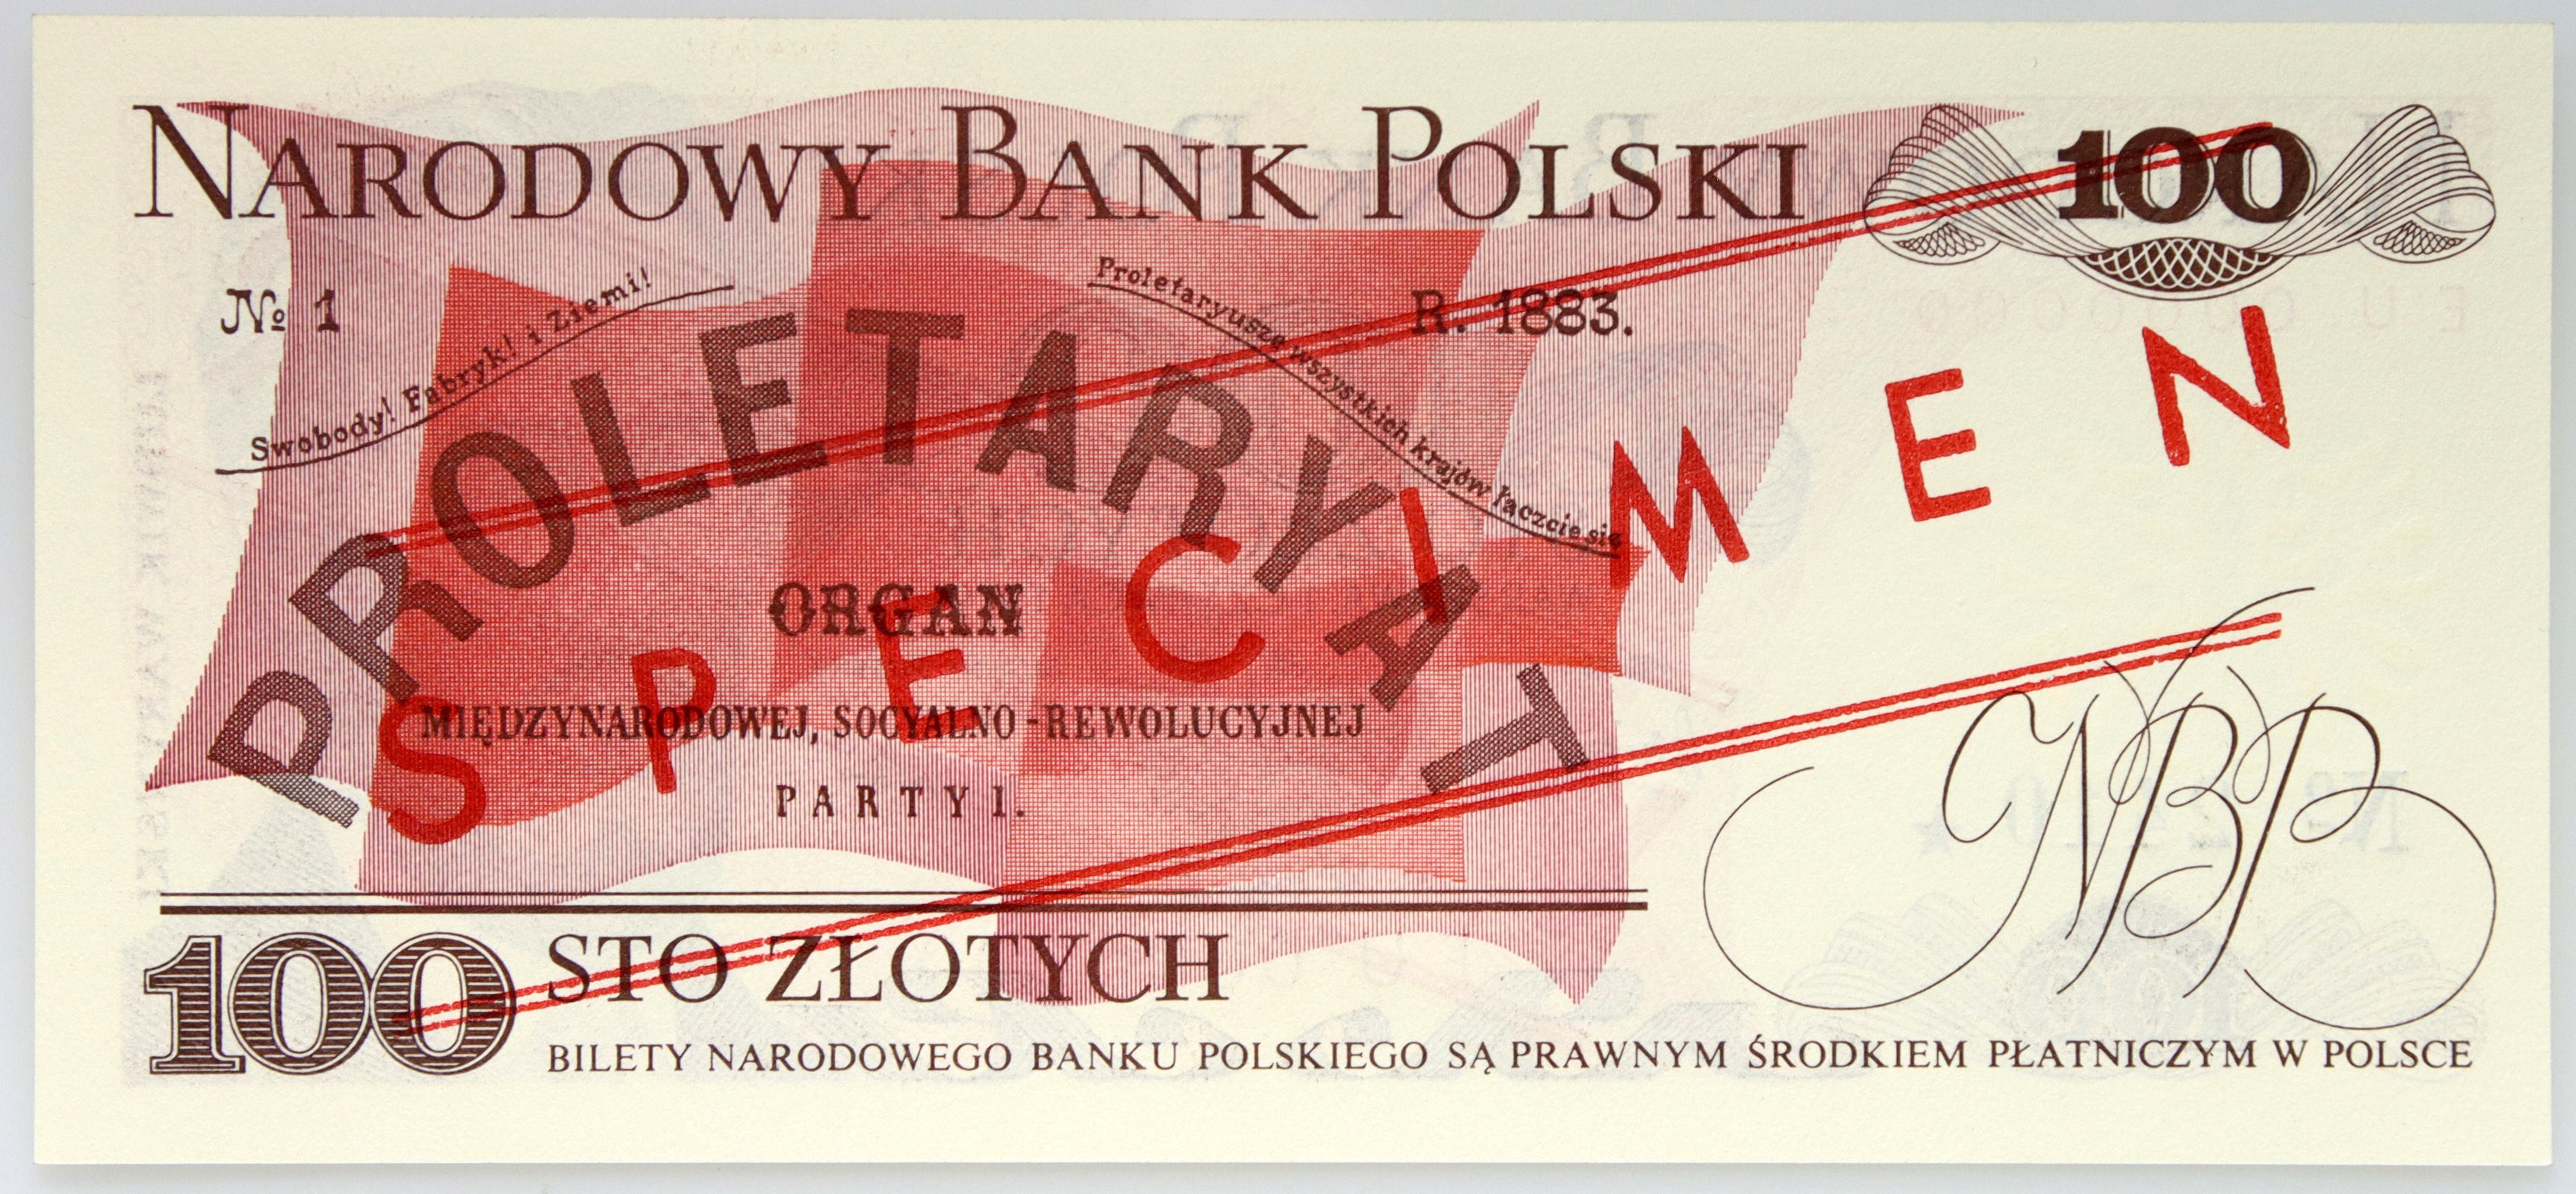 NARODOWY BANK POLSKI 100
№ 1
Swobody! Fabryk! i Ziemi!
Proletaryusze wszystkich krajów łączcie się
R. 1883.
PROLETARYAT
ORGAN
MIĘDZYNARODOWEJ, SOCYALNO-REWOLUCYJNEJ
PARTYI.
SPECIMEN
NBP
100 STO ZŁOTYCH
BILETY NARODOWEGO BANKU POLSKIEGO SĄ PRAWNYM ŚRODKIEM PŁATNICZYM W POLSCE